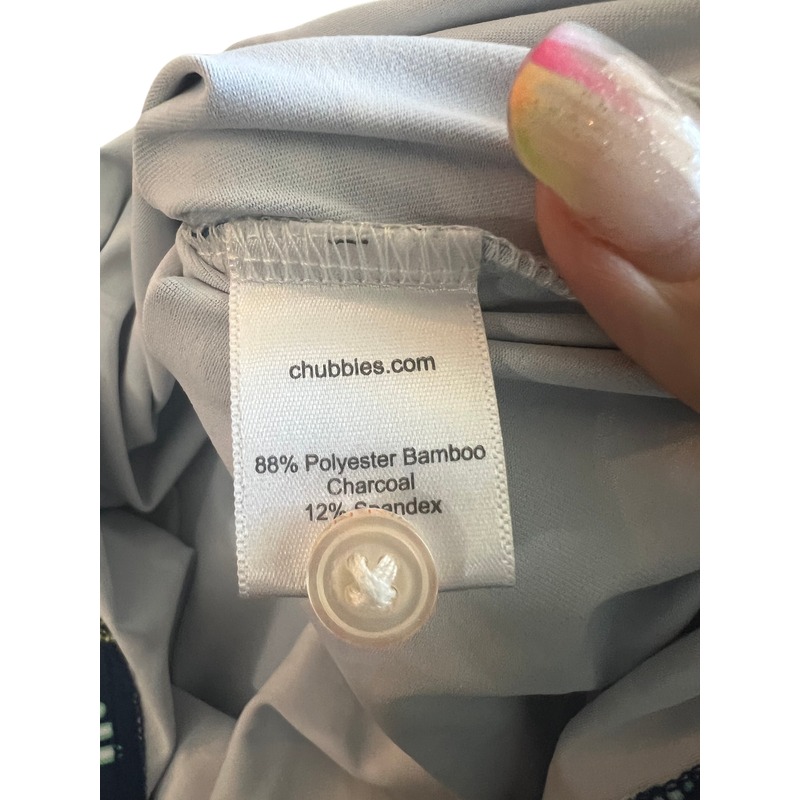 chubbies.com
88% Polyester Bamboo
Charcoal
12% Spandex